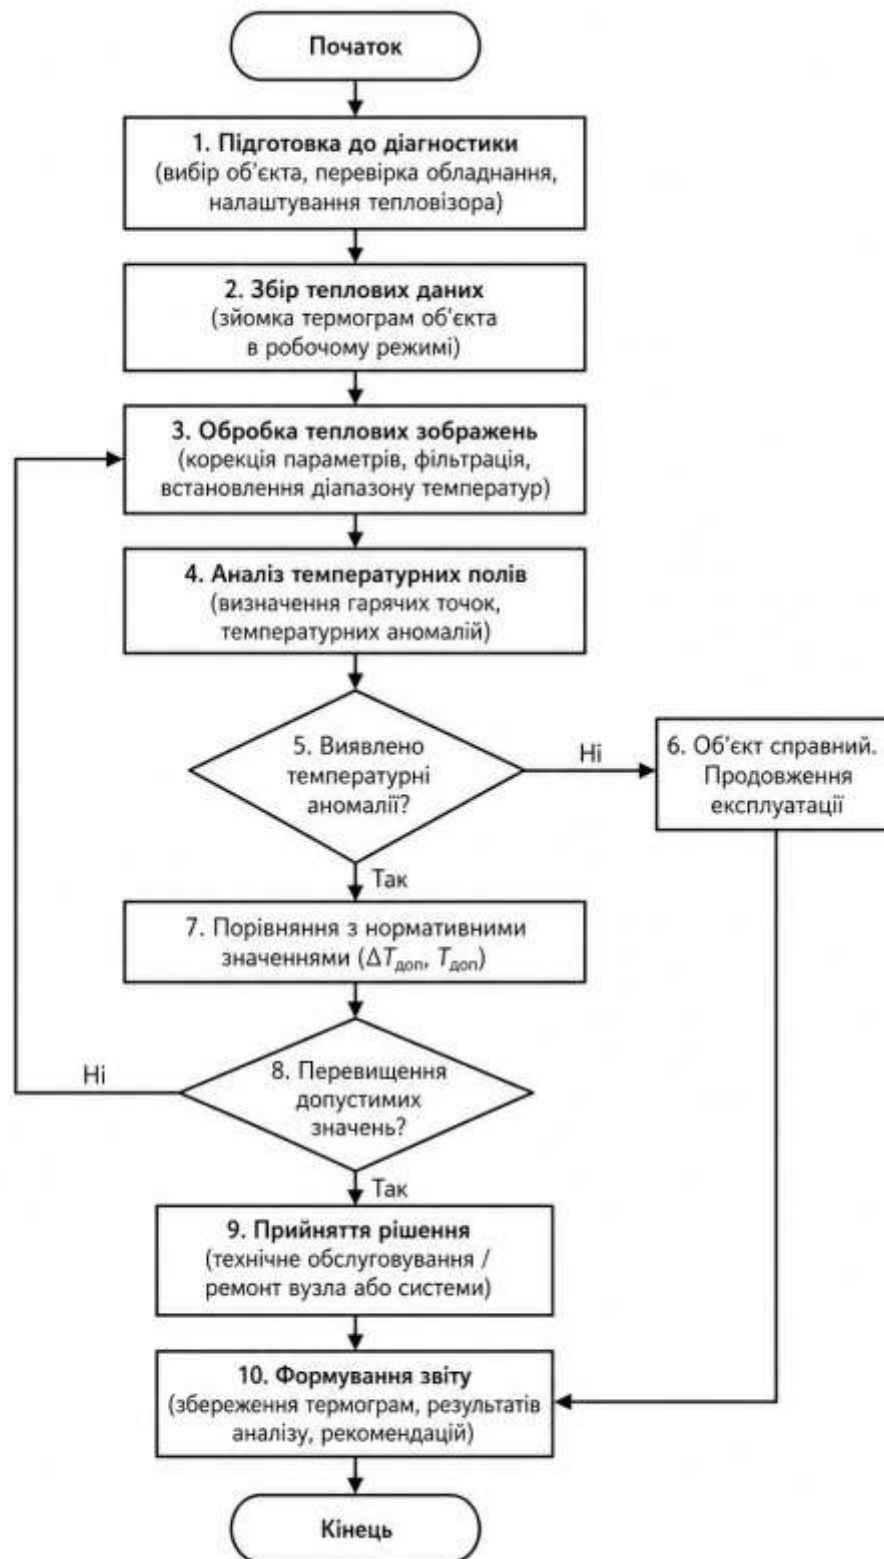 Початок
1. Підготовка до діагностики
(вибір об'єкта, перевірка обладнання,
налаштування тепловізора)
2. Збір теплових даних
(зйомка термограм об'єкта
в робочому режимі)
3. Обробка теплових зображень
(корекція параметрів, фільтрація,
встановлення діапазону температур)
4. Аналіз температурних полів
(визначення гарячих точок,
температурних аномалій)
5. Виявлено
температурні
аномалії?
Ні
6. Об'єкт справний.
Продовження
експлуатації
Так
7. Порівняння з нормативними
значеннями (ΔTдоп, Tдоп)
8. Перевищення
допустимих
значень?
Ні
Так
9. Прийняття рішення
(технічне обслуговування /
ремонт вузла або системи)
10. Формування звіту
(збереження термограм, результатів
аналізу, рекомендацій)
Кінець